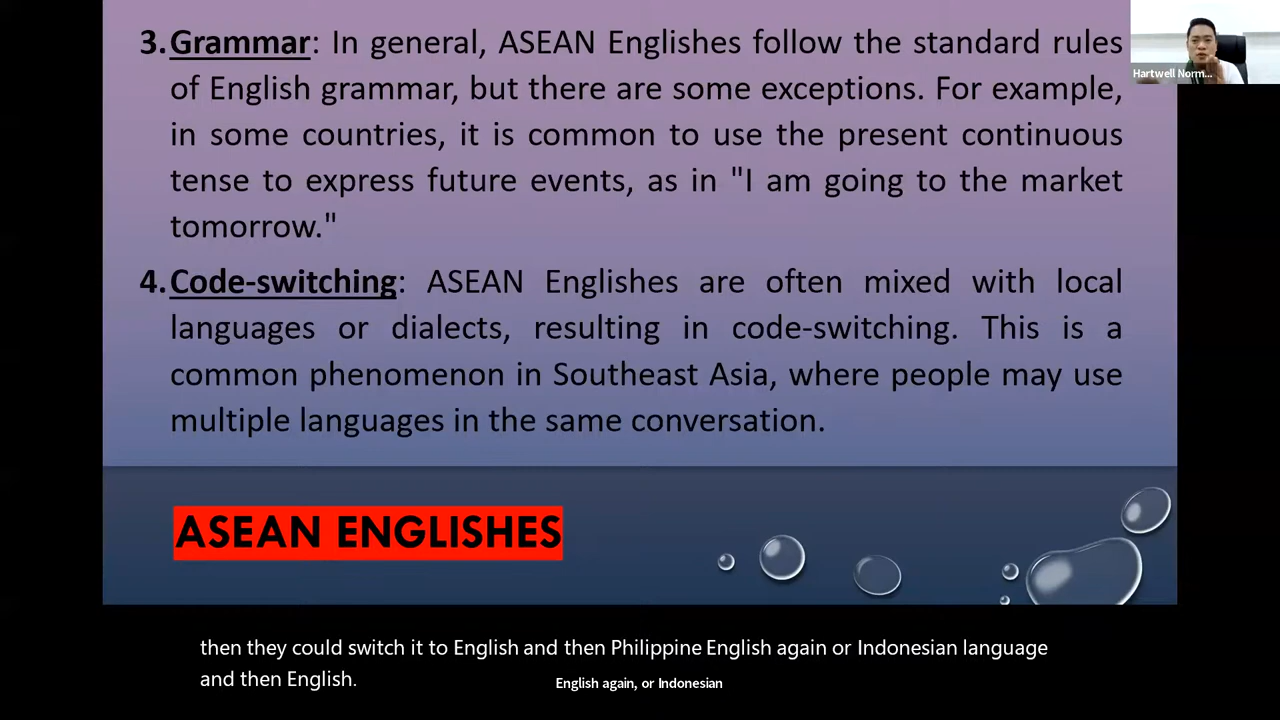 3. Grammar: In general, ASEAN Englishes follow the standard rules
of English grammar, but there are some exceptions. For example,
in some countries, it is common to use the present continuous
tense to express future events, as in "I am going to the market
tomorrow."
4. Code-switching: ASEAN Englishes are often mixed with local
languages or dialects, resulting in code-switching. This is a
common phenomenon in Southeast Asia, where people may use
multiple languages in the same conversation.
ASEAN ENGLISHES
Hartwell Norm...
then they could switch it to English and then Philippine English again or Indonesian language
and then English.
English again, or Indonesian